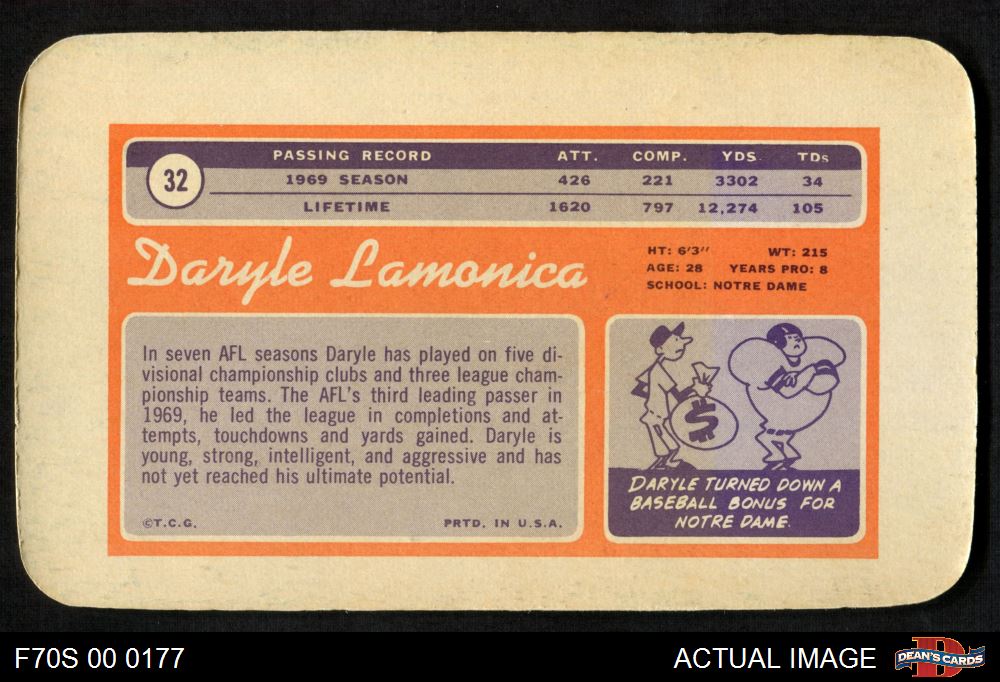 32
PASSING RECORD ATT. COMP. YDS. TDs
1969 SEASON 426 221 3302 34
LIFETIME 1620 797 12,274 105
Daryle Lamonica
HT: 6'3" WT: 215
AGE: 28 YEARS PRO: 8
SCHOOL: NOTRE DAME
In seven AFL seasons Daryle has played on five di-
visional championship clubs and three league cham-
pionship teams. The AFL's third leading passer in
1969, he led the league in completions and at-
tempts, touchdowns and yards gained. Daryle is
young, strong, intelligent, and aggressive and has
not yet reached his ultimate potential.
©T.C.G. PRTD. IN U.S.A.
$
DARYLE TURNED DOWN A
BASEBALL BONUS FOR
NOTRE DAME.
F70S 00 0177 ACTUAL IMAGE
D
DEAN'S CARDS